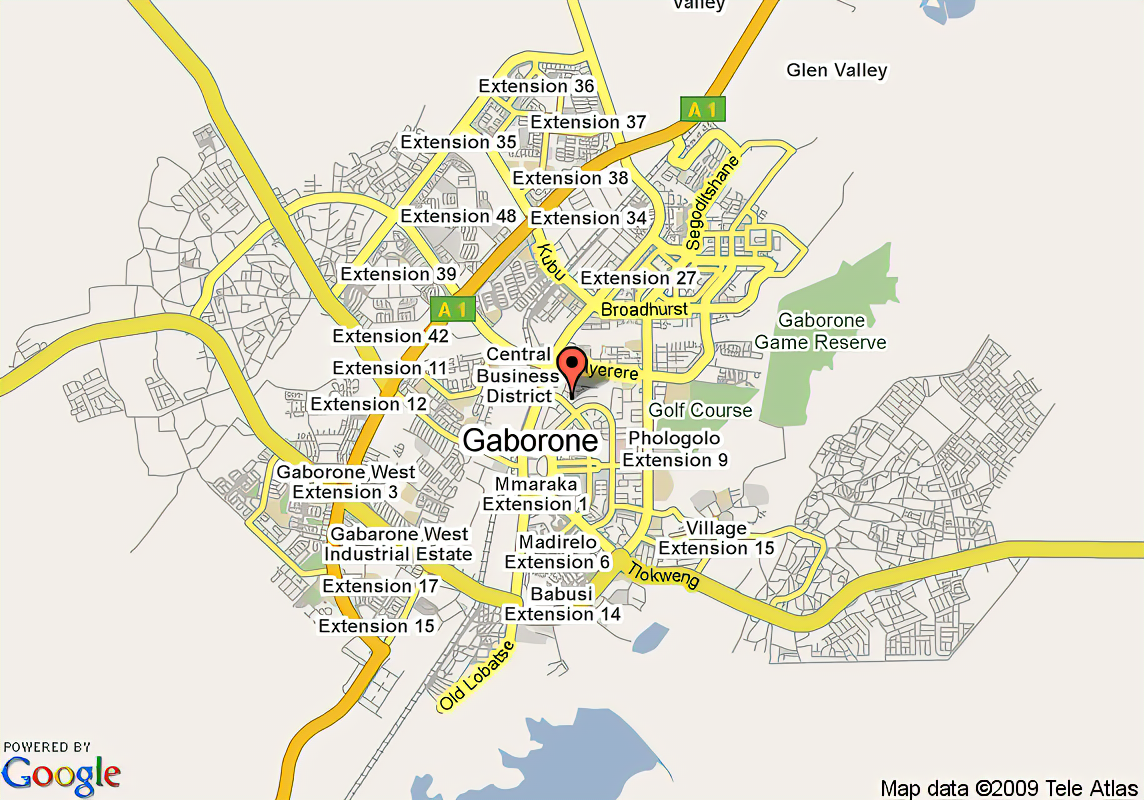 Valley
Glen Valley
Extension 36
A 1
Extension 37
Extension 35
Extension 38
Segoditshane
Extension 48
Extension 34
Kubu
Extension 39
Extension 27
A 1
Broadhurst
Gaborone
Game Reserve
Extension 42
Central
Business
District
Nyerere
Extension 11
Extension 12
Golf Course
Gaborone
Phologolo
Extension 9
Gaborone West
Extension 3
Mmaraka
Extension 1
Village
Extension 15
Gabarone West
Industrial Estate
Madirelo
Extension 6
Tlokweng
Extension 17
Babusi
Extension 14
Extension 15
Old Lobatse
POWERED BY
Google
Map data ©2009 Tele Atlas